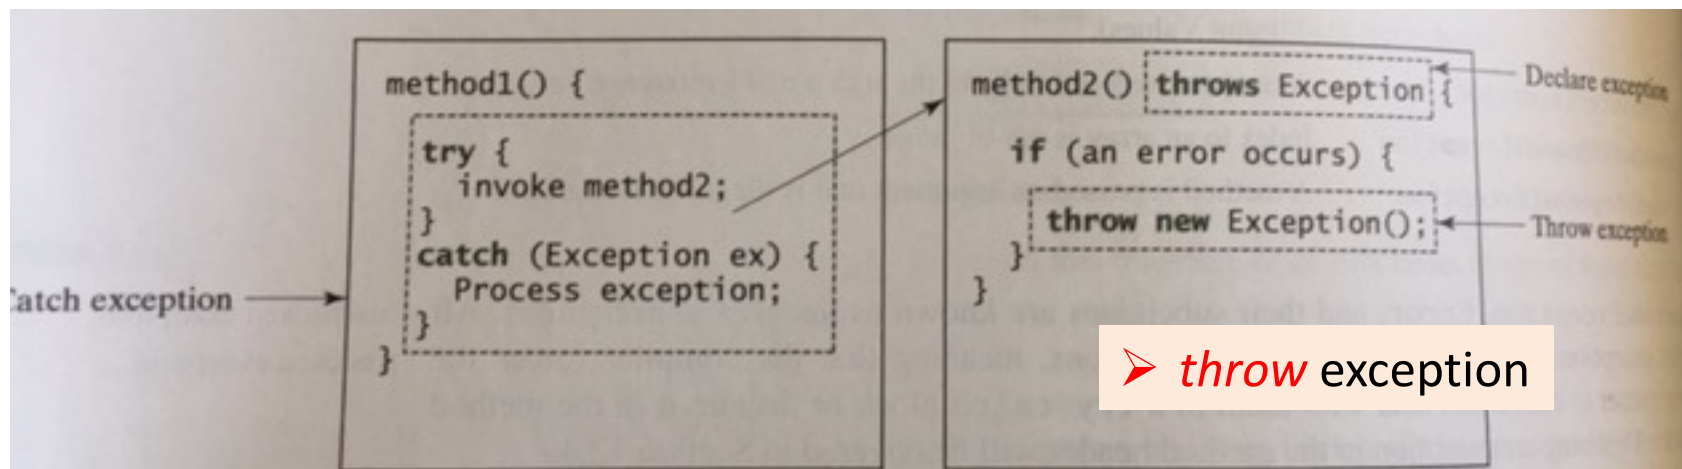 method1() {
try {
invoke method2;
}
catch (Exception ex) {
Process exception;
}
}
atch exception
method2() throws Exception {
if (an error occurs) {
throw new Exception();
}
}
Declare exception
Throw exception
➢ throw exception